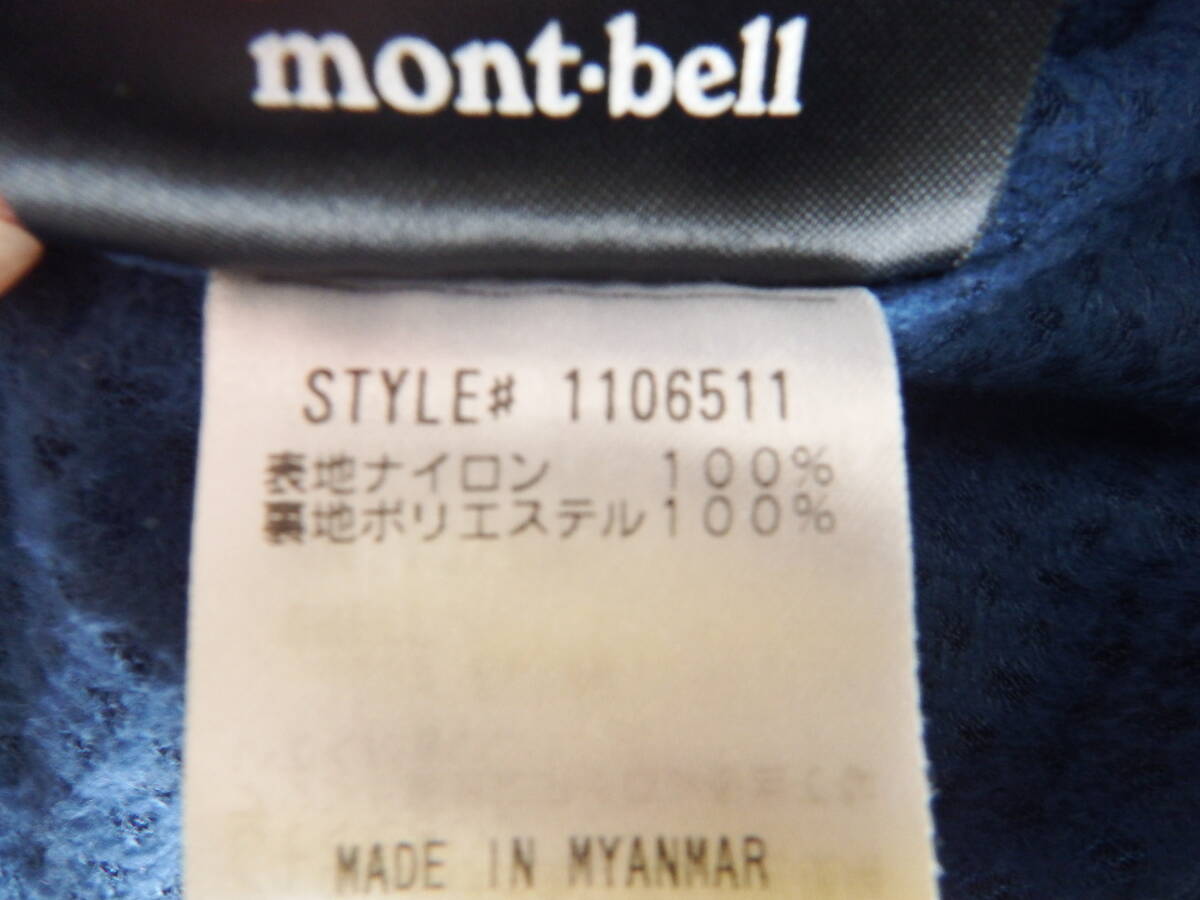 mont·bell
STYLE# 1106511
表地ナイロン 100%
裏地ポリエステル100%
MADE IN MYANMAR